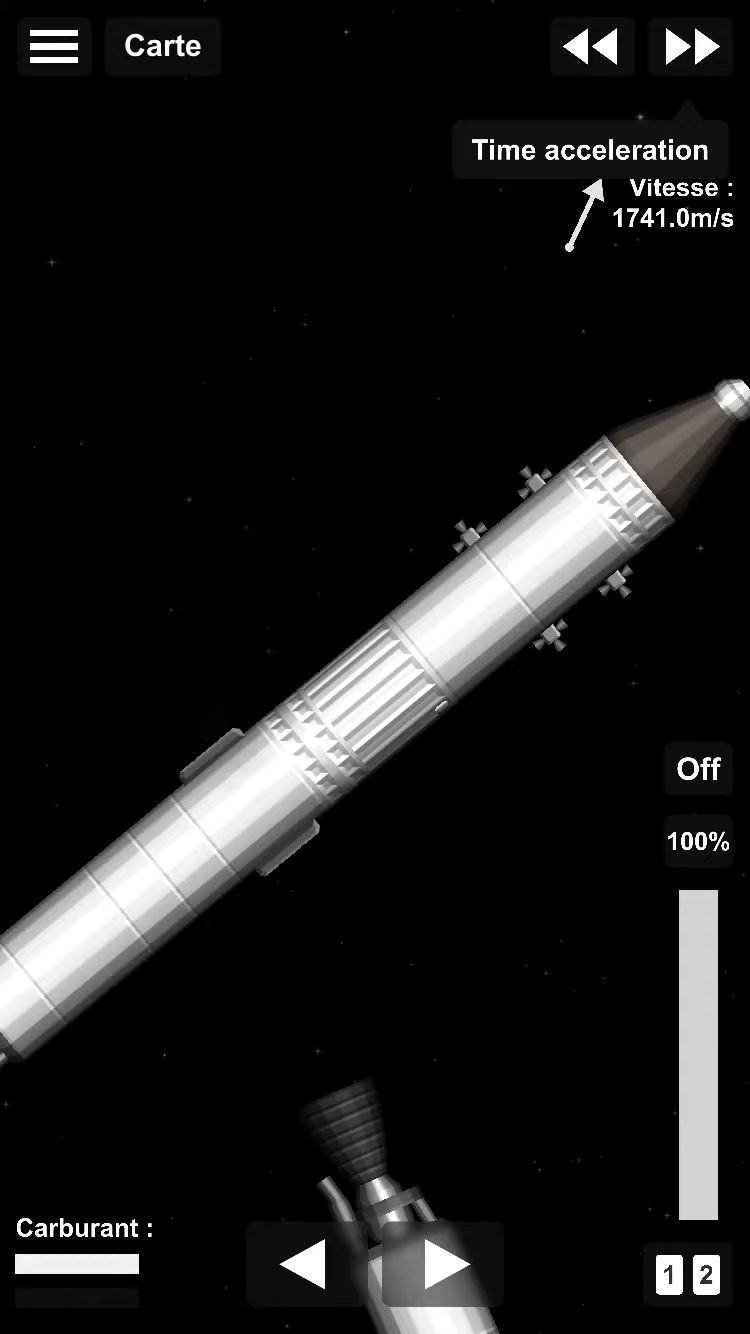 Carte
Time acceleration
Vitesse :
1741.0m/s
Off
100%
Carburant :
1 2